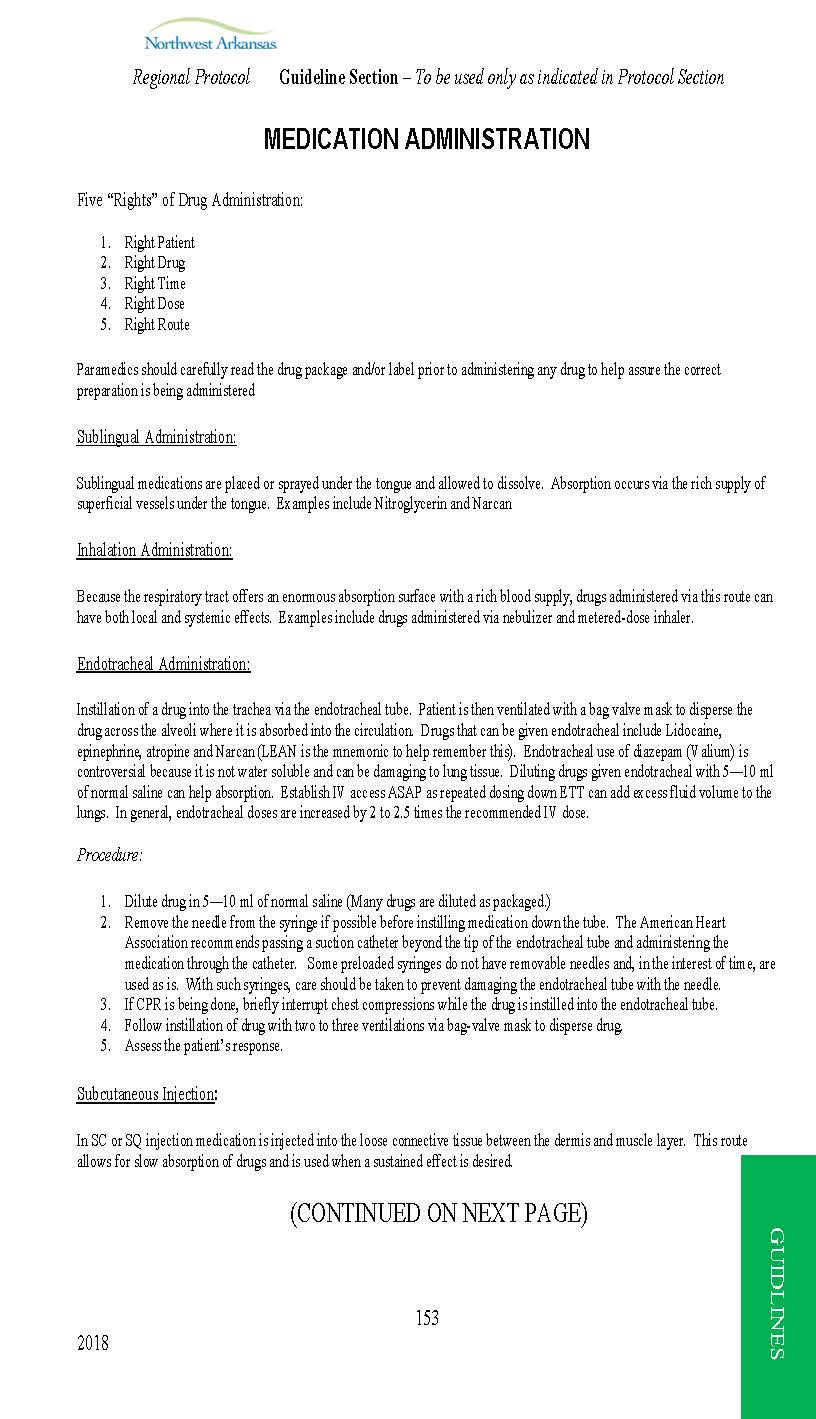 Northwest Arkansas
Regional Protocol Guideline Section – To be used only as indicated in Protocol Section
MEDICATION ADMINISTRATION
Five “Rights” of Drug Administration:
1. Right Patient
2. Right Drug
3. Right Time
4. Right Dose
5. Right Route
Paramedics should carefully read the drug package and/or label prior to administering any drug to help assure the correct
preparation is being administered
Sublingual Administration:
Sublingual medications are placed or sprayed under the tongue and allowed to dissolve. Absorption occurs via the rich supply of
superficial vessels under the tongue. Examples include Nitroglycerin and Narcan
Inhalation Administration:
Because the respiratory tract offers an enormous absorption surface with a rich blood supply, drugs administered via this route can
have both local and systemic effects. Examples include drugs administered via nebulizer and metered-dose inhaler.
Endotracheal Administration:
Instillation of a drug into the trachea via the endotracheal tube. Patient is then ventilated with a bag valve mask to disperse the
drug across the alveoli where it is absorbed into the circulation. Drugs that can be given endotracheal include Lidocaine,
epinephrine, atropine and Narcan (LEAN is the mnemonic to help remember this). Endotracheal use of diazepam (Valium) is
controversial because it is not water soluble and can be damaging to lung tissue. Diluting drugs given endotracheal with 5—10 ml
of normal saline can help absorption. Establish IV access ASAP as repeated dosing down ETT can add excess fluid volume to the
lungs. In general, endotracheal doses are increased by 2 to 2.5 times the recommended IV dose.
Procedure:
1. Dilute drug in 5—10 ml of normal saline (Many drugs are diluted as packaged.)
2. Remove the needle from the syringe if possible before instilling medication down the tube. The American Heart
Association recommends passing a suction catheter beyond the tip of the endotracheal tube and administering the
medication through the catheter. Some preloaded syringes do not have removable needles and, in the interest of time, are
used as is. With such syringes, care should be taken to prevent damaging the endotracheal tube with the needle.
3. If CPR is being done, briefly interrupt chest compressions while the drug is instilled into the endotracheal tube.
4. Follow instillation of drug with two to three ventilations via bag-valve mask to disperse drug.
5. Assess the patient’s response.
Subcutaneous Injection:
In SC or SQ injection medication is injected into the loose connective tissue between the dermis and muscle layer. This route
allows for slow absorption of drugs and is used when a sustained effect is desired.
(CONTINUED ON NEXT PAGE)
GUIDLINES
153
2018